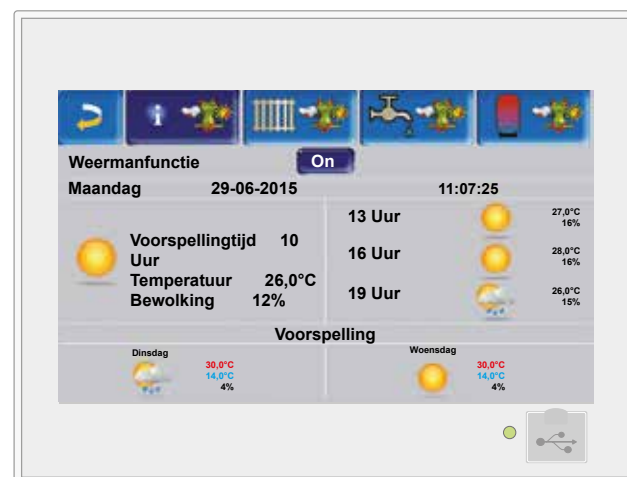 i
Weermanfunctie On
Maandag 29-06-2015 11:07:25
Voorspellingtijd 10
Uur
Temperatuur 26,0°C
Bewolking 12%
13 Uur 27,0°C
16%
16 Uur 28,0°C
16%
19 Uur 26,0°C
15%
Voorspelling
Dinsdag
30,0°C
14,0°C
4%
Woensdag
30,0°C
14,0°C
4%